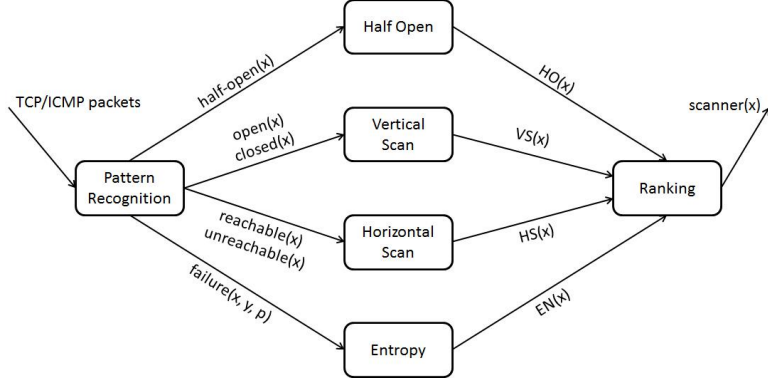 Half Open
TCP/ICMP packets
half-open(x)
HO(x)
scanner(x)
open(x)
closed(x)
Vertical
Scan
VS(x)
Pattern
Recognition
Ranking
reachable(x)
unreachable(x)
Horizontal
Scan
HS(x)
failure(x, y, p)
EN(x)
Entropy